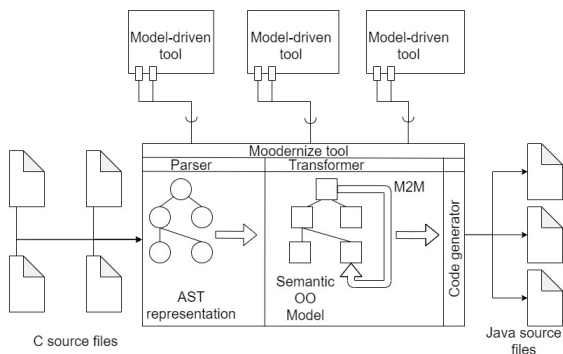 Model-driven
tool
Model-driven
tool
Model-driven
tool
Moodernize tool
Parser
Transformer
M2M
Code generator
AST
representation
Semantic
OO
Model
C source files
Java source
files